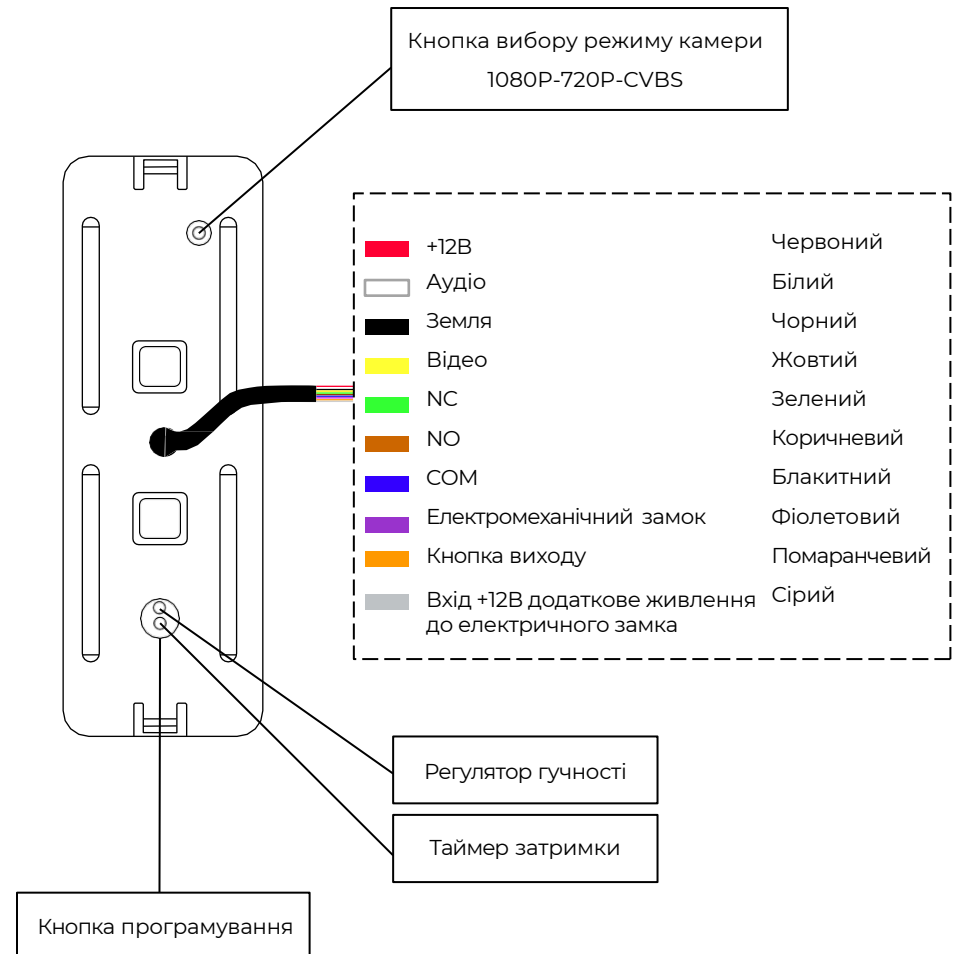 Кнопка вибору режиму камери
1080P-720P-CVBS
+12В Червоний
Аудіо Білий
Земля Чорний
Відео Жовтий
NC Зелений
NO Коричневий
COM Блакитний
Електромеханічний замок Фіолетовий
Кнопка виходу Помаранчевий
Вхід +12В додаткове живлення Сірий
до електричного замка
Регулятор гучності
Таймер затримки
Кнопка програмування